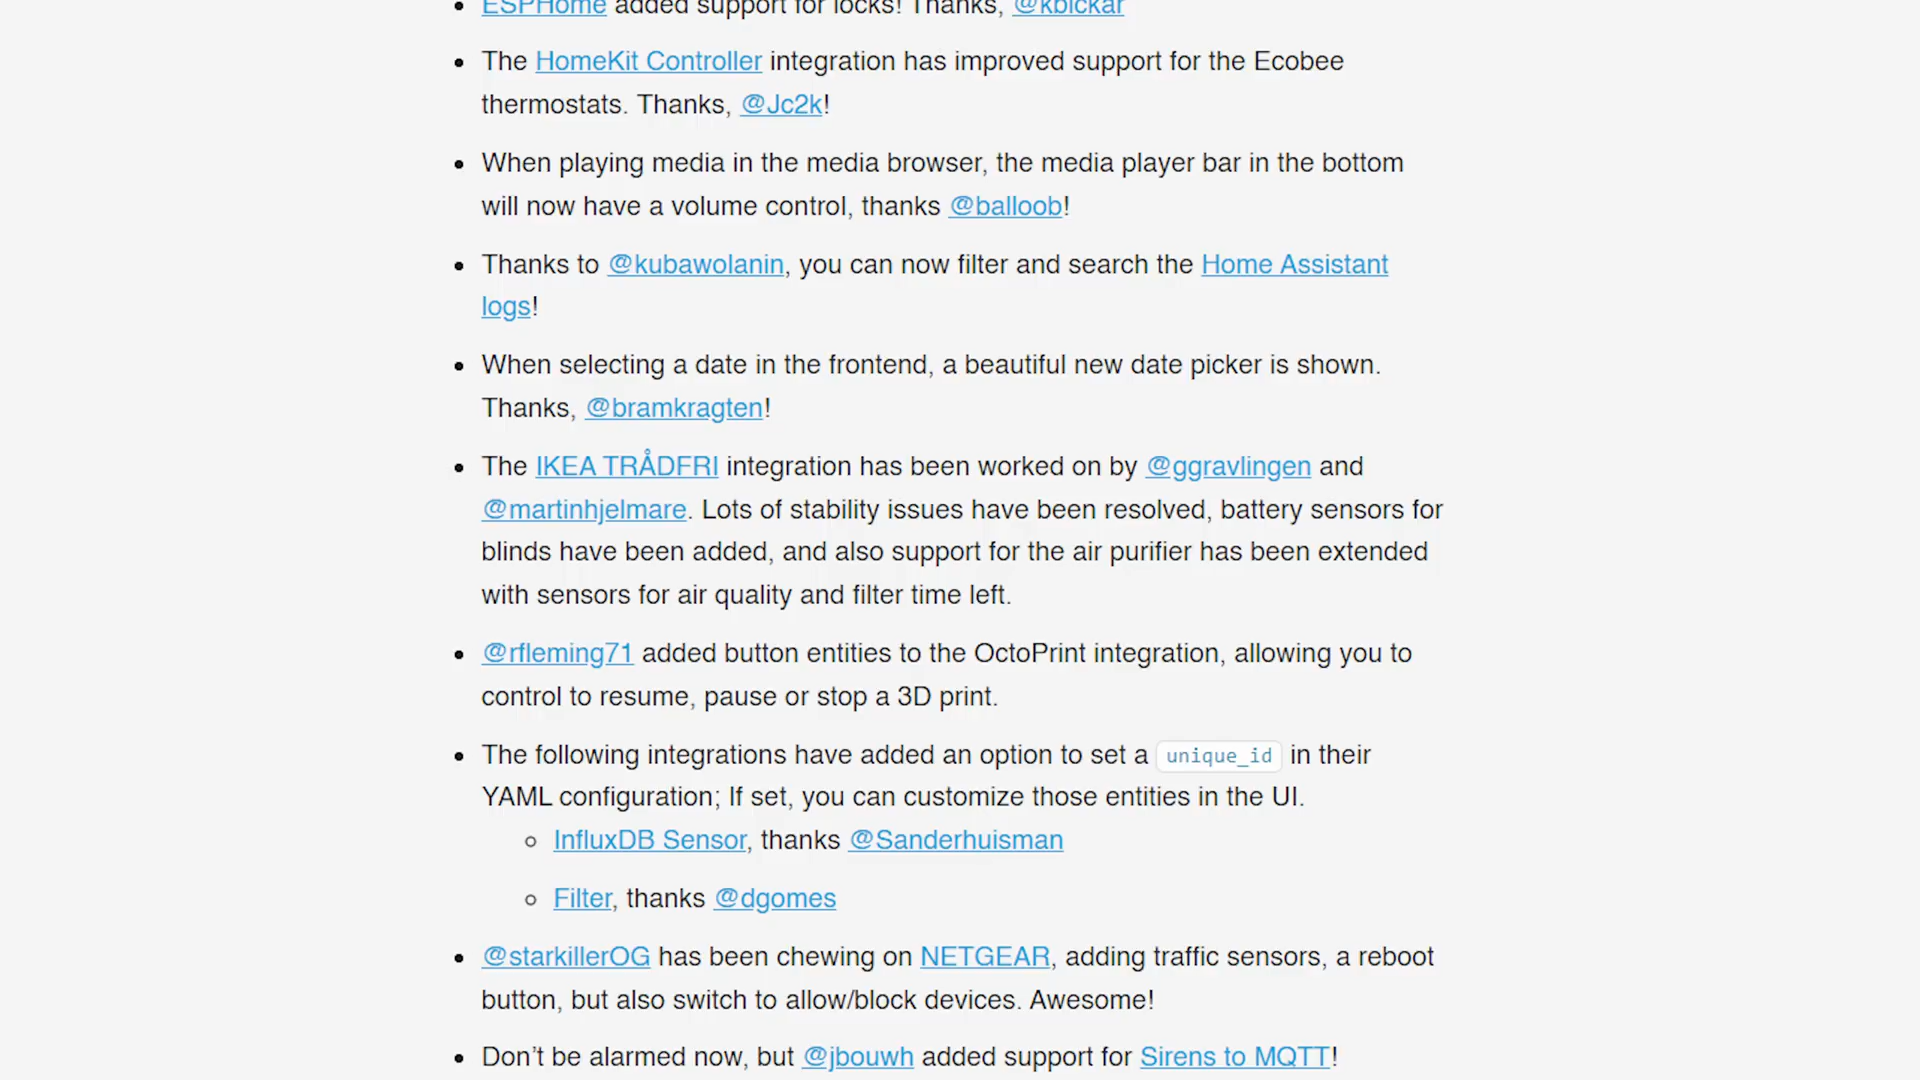 ESPHome added support for locks! Thanks, @kbickar
The HomeKit Controller integration has improved support for the Ecobee
thermostats. Thanks, @Jc2k!
When playing media in the media browser, the media player bar in the bottom
will now have a volume control, thanks @balloob!
Thanks to @kubawolanin, you can now filter and search the Home Assistant
logs!
When selecting a date in the frontend, a beautiful new date picker is shown.
Thanks, @bramkragten!
The IKEA TRÅDFRI integration has been worked on by @ggravlingen and
@martinhjelmare. Lots of stability issues have been resolved, battery sensors for
blinds have been added, and also support for the air purifier has been extended
with sensors for air quality and filter time left.
@rfleming71 added button entities to the OctoPrint integration, allowing you to
control to resume, pause or stop a 3D print.
The following integrations have added an option to set a unique_id in their
YAML configuration; If set, you can customize those entities in the UI.
InfluxDB Sensor, thanks @Sanderhuisman
Filter, thanks @dgomes
@starkillerOG has been chewing on NETGEAR, adding traffic sensors, a reboot
button, but also switch to allow/block devices. Awesome!
Don’t be alarmed now, but @jbouwh added support for Sirens to MQTT!